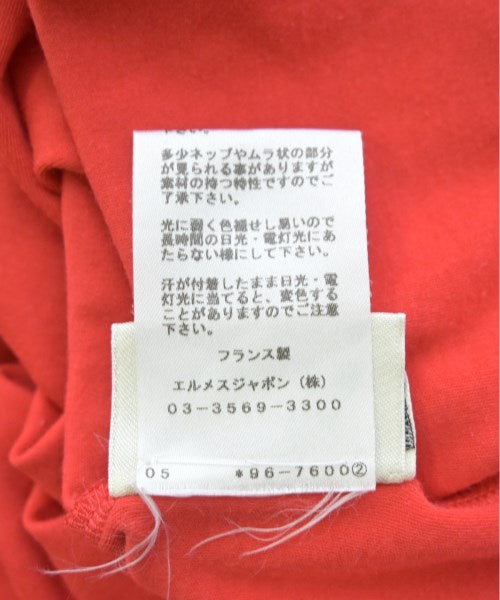 下さい。
多少ネップやムラ状の部分
が見られる事がありますが
素材の持つ特性ですのでご
了承下さい。
光に弱く色褪せし易いので
長時間の日光・電灯光にあ
たらない様にして下さい。
汗が付着したまま日光・電
灯光に当てると、変色する
ことがありますのでご注意
下さい。
フランス製
エルメスジャポン（株）
03－3569－3300
05 *96－7600②